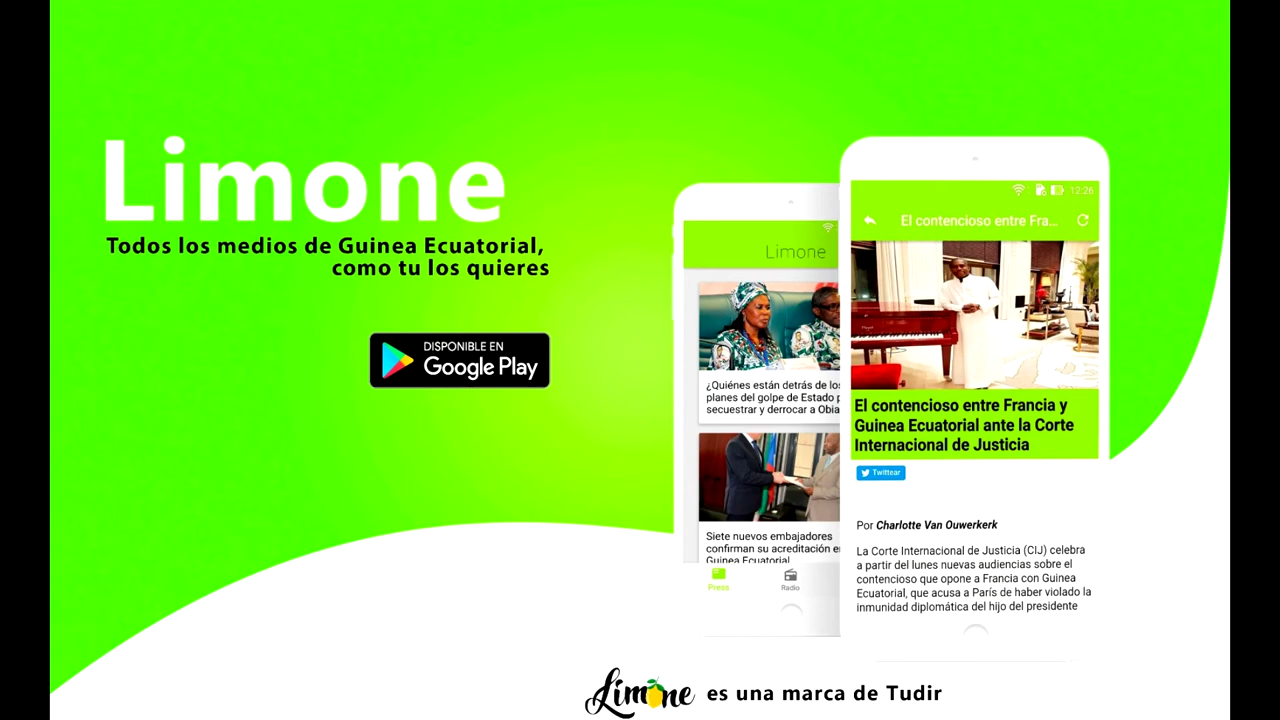 Limone
Todos los medios de Guinea Ecuatorial,
como tu los quieres
DISPONIBLE EN
Google Play
Limone
¿Quiénes están detrás de los
planes del golpe de Estado p
secuestrar y derrocar a Obia
Siete nuevos embajadores
confirman su acreditación e
Guinea Ecuatorial
Press
Radio
12:26
El contencioso entre Fra...
El contencioso entre Francia y
Guinea Ecuatorial ante la Corte
Internacional de Justicia
Twittear
Por Charlotte Van Ouwerkerk
La Corte Internacional de Justicia (CIJ) celebra
a partir del lunes nuevas audiencias sobre el
contencioso que opone a Francia con Guinea
Ecuatorial, que acusa a París de haber violado la
inmunidad diplomática del hijo del presidente
Limone es una marca de Tudir